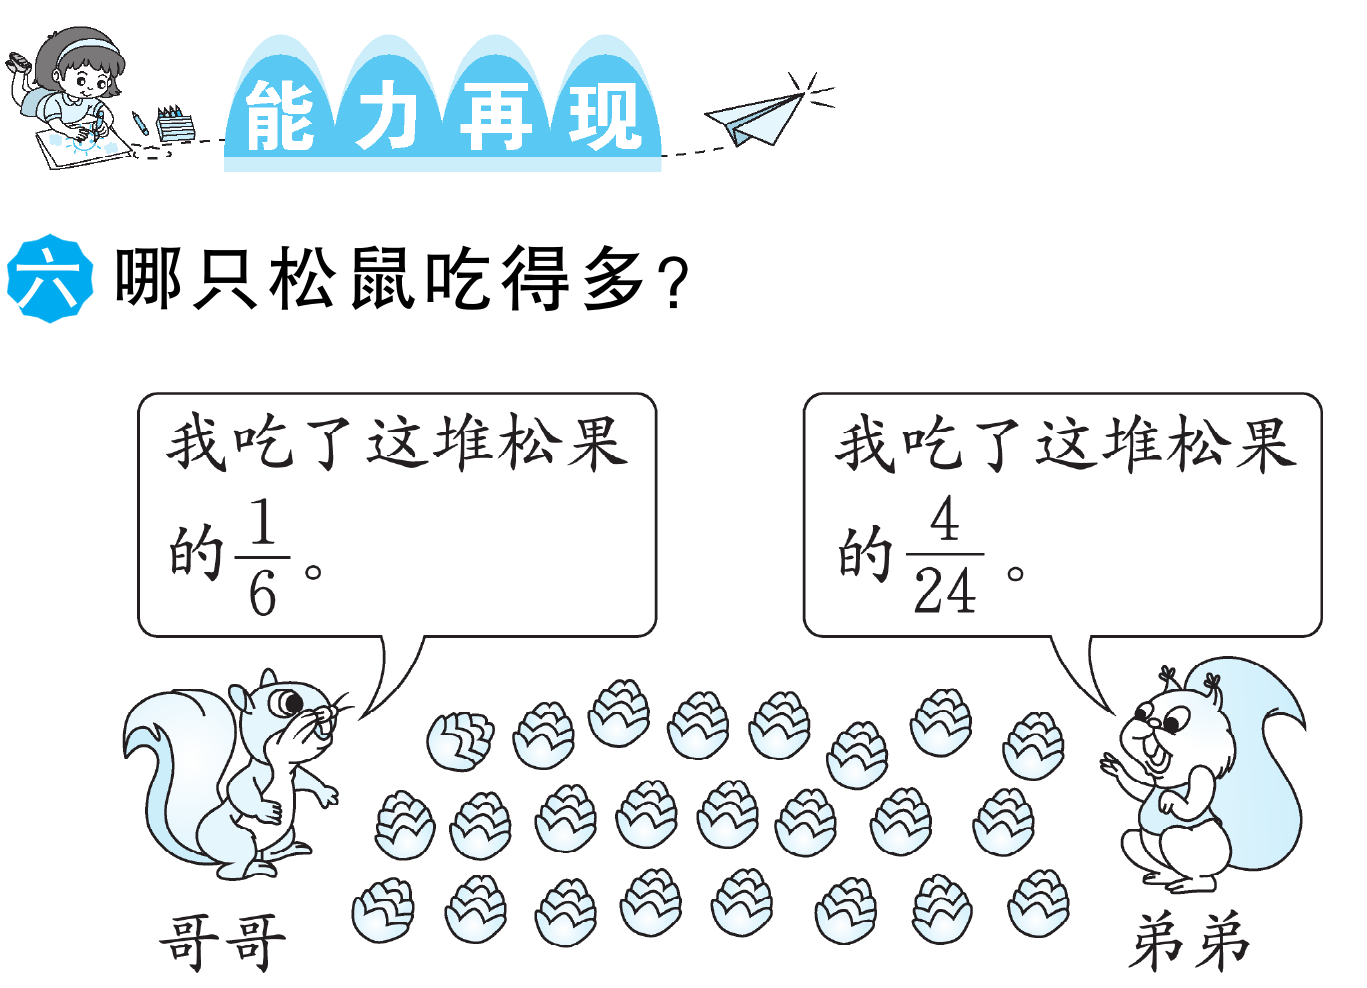 能力再现
六 哪只松鼠吃得多?
我吃了这堆松果
的1/6。
我吃了这堆松果
的4/24。
哥哥
弟弟